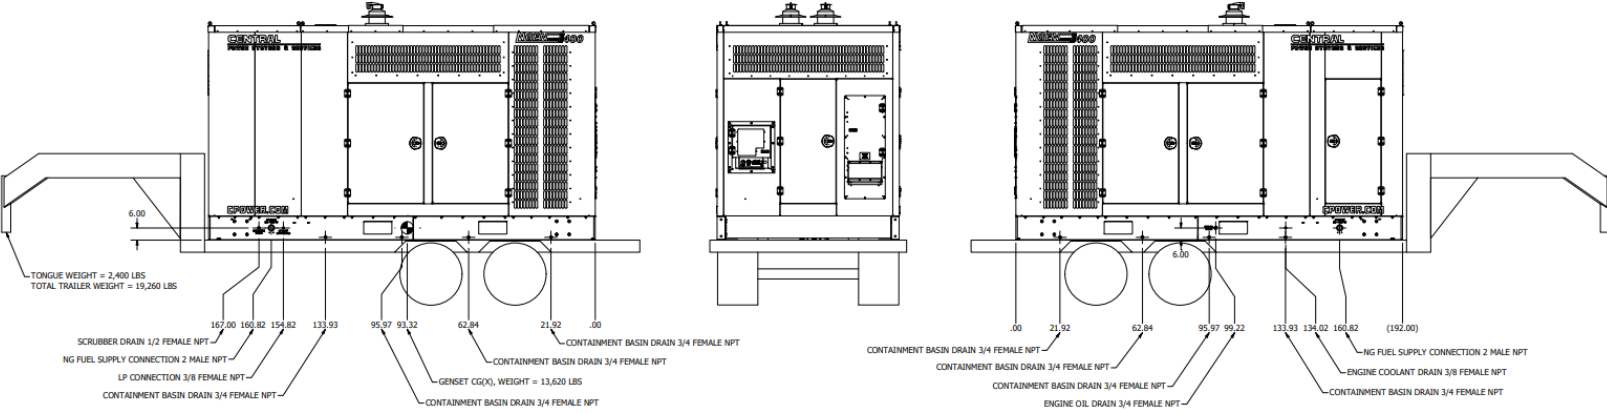 CENTRAL
POWER SYSTEMS & SERVICES
NGEN 400
CPOWER.COM
6.00
TONGUE WEIGHT = 2,400 LBS
TOTAL TRAILER WEIGHT = 19,260 LBS
167.00 160.82 154.82 133.93 95.97 93.32 62.84 21.92 .00
SCRUBBER DRAIN 1/2 FEMALE NPT
NG FUEL SUPPLY CONNECTION 2 MALE NPT
LP CONNECTION 3/8 FEMALE NPT
CONTAINMENT BASIN DRAIN 3/4 FEMALE NPT
CONTAINMENT BASIN DRAIN 3/4 FEMALE NPT
CONTAINMENT BASIN DRAIN 3/4 FEMALE NPT
GENSET CG(X), WEIGHT = 13,620 LBS
CONTAINMENT BASIN DRAIN 3/4 FEMALE NPT
NGEN 400
CENTRAL
POWER SYSTEMS & SERVICES
CPOWER.COM
6.00
.00 21.92 62.84 95.97 99.22 133.93 134.02 160.82 (192.00)
CONTAINMENT BASIN DRAIN 3/4 FEMALE NPT
CONTAINMENT BASIN DRAIN 3/4 FEMALE NPT
CONTAINMENT BASIN DRAIN 3/4 FEMALE NPT
ENGINE OIL DRAIN 3/4 FEMALE NPT
NG FUEL SUPPLY CONNECTION 2 MALE NPT
ENGINE COOLANT DRAIN 3/8 FEMALE NPT
CONTAINMENT BASIN DRAIN 3/4 FEMALE NPT